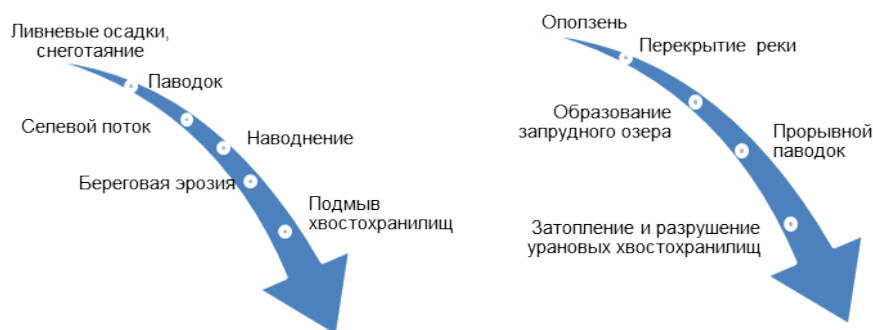 Ливневые осадки,
снеготаяние
Паводок
Селевой поток
Наводнение
Береговая эрозия
Подмыв
хвостохранилищ
Оползень
Перекрытие реки
Образование
запрудного озера
Прорывной
паводок
Затопление и разрушение
урановых хвостохранилищ